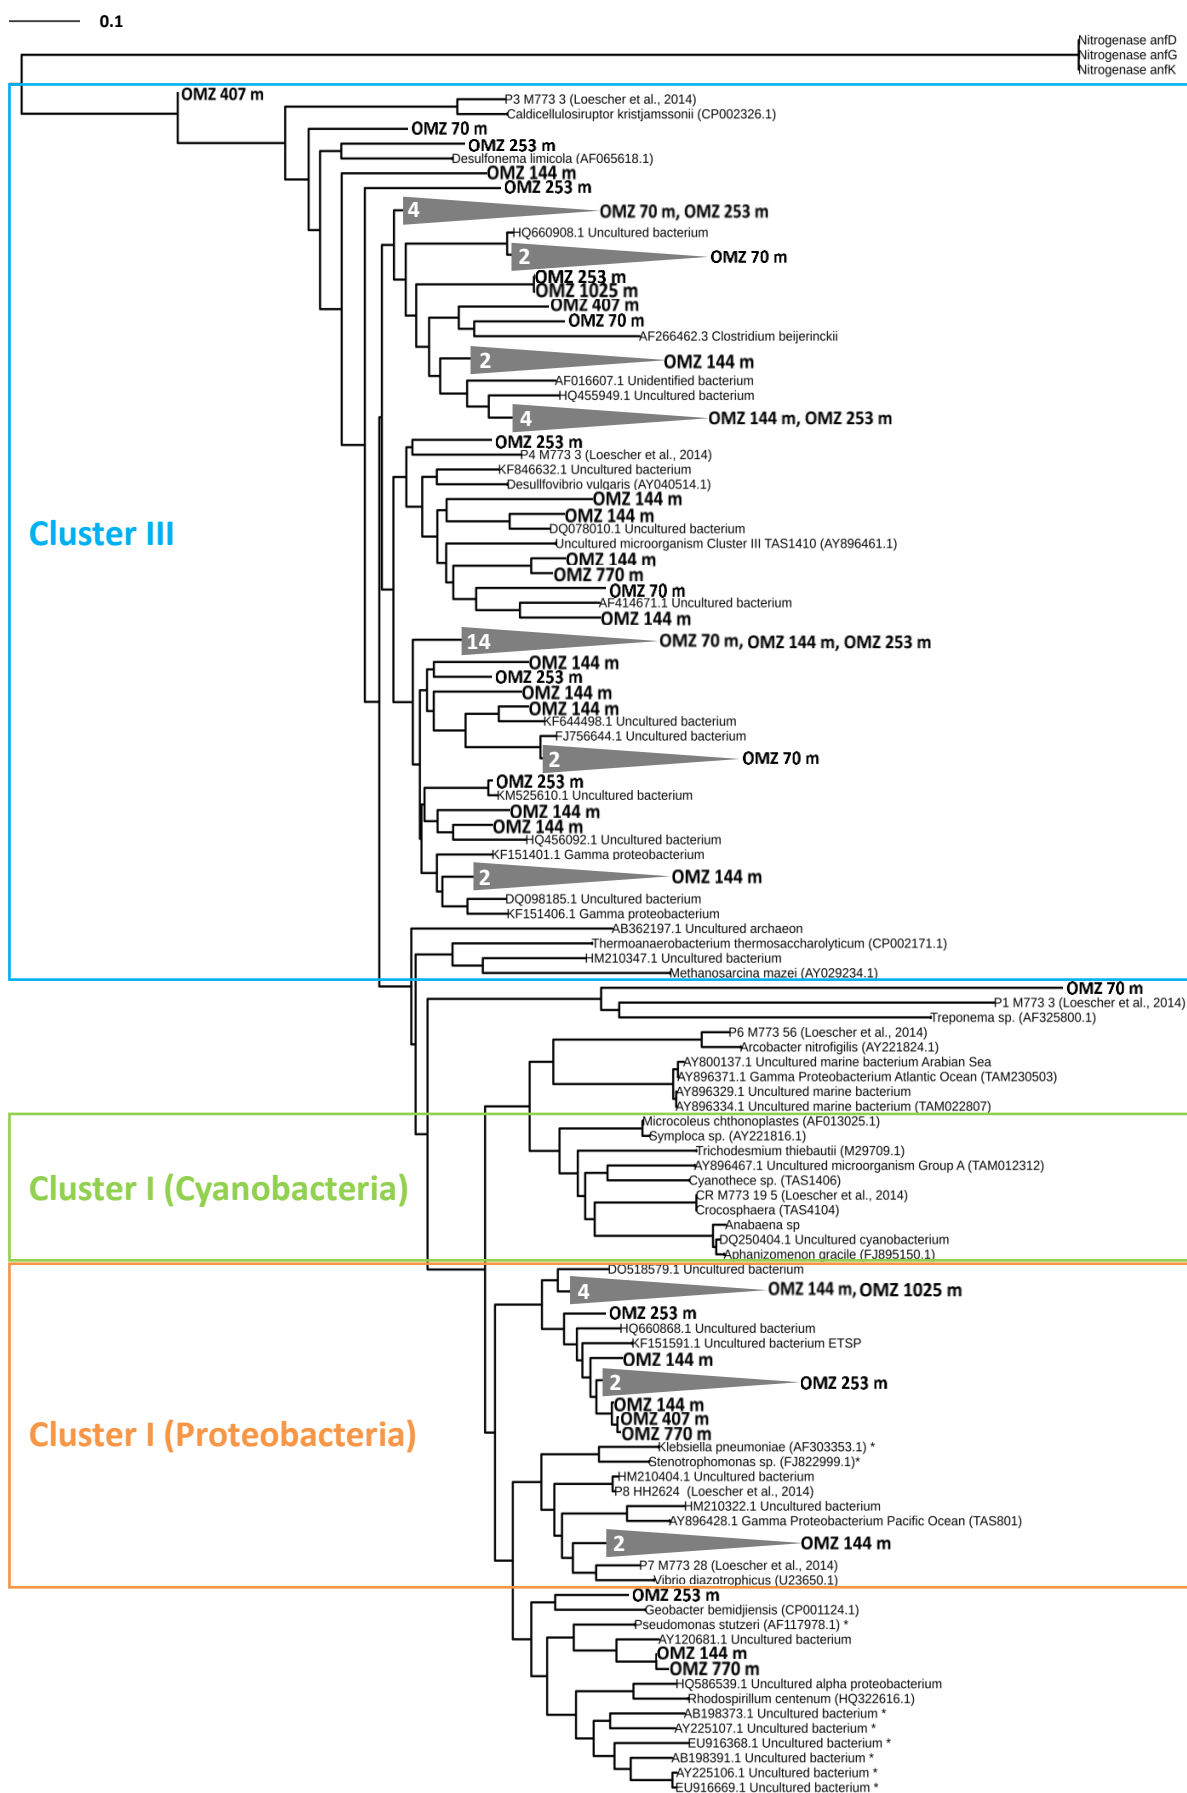 0.1
Nitrogenase anfD
Nitrogenase anfG
Nitrogenase anfK
OMZ 407 m
P3 M773 3 (Loescher et al., 2014)
Caldicellulosiruptor kristjamssonii (CP002326.1)
OMZ 70 m
OMZ 253 m
Desulfonema limicola (AF065618.1)
OMZ 144 m
OMZ 253 m
4 OMZ 70 m, OMZ 253 m
HQ660908.1 Uncultured bacterium
2 OMZ 70 m
OMZ 253 m
OMZ 1025 m
OMZ 407 m
OMZ 70 m
AF266462.3 Clostridium beijerinckii
2 OMZ 144 m
AF016607.1 Unidentified bacterium
HQ455949.1 Uncultured bacterium
4 OMZ 144 m, OMZ 253 m
OMZ 253 m
P4 M773 3 (Loescher et al., 2014)
KF846632.1 Uncultured bacterium
Desullfovibrio vulgaris (AY040514.1)
OMZ 144 m
OMZ 144 m
DQ078010.1 Uncultured bacterium
Cluster III
Uncultured microorganism Cluster III TAS1410 (AY896461.1)
OMZ 144 m
OMZ 770 m
OMZ 70 m
AF414671.1 Uncultured bacterium
OMZ 144 m
14 OMZ 70 m, OMZ 144 m, OMZ 253 m
OMZ 144 m
OMZ 253 m
OMZ 144 m
OMZ 144 m
KF644498.1 Uncultured bacterium
FJ756644.1 Uncultured bacterium
2 OMZ 70 m
OMZ 253 m
KM525610.1 Uncultured bacterium
OMZ 144 m
OMZ 144 m
HQ456092.1 Uncultured bacterium
KF151401.1 Gamma proteobacterium
2 OMZ 144 m
DQ098185.1 Uncultured bacterium
KF151406.1 Gamma proteobacterium
AB362197.1 Uncultured archaeon
Thermoanaerobacterium thermosaccharolyticum (CP002171.1)
HM210347.1 Uncultured bacterium
Methanosarcina mazei (AY029234.1)
OMZ 70 m
P1 M773 3 (Loescher et al., 2014)
Treponema sp. (AF325800.1)
P6 M773 56 (Loescher et al., 2014)
Arcobacter nitrofigilis (AY221824.1)
AY800137.1 Uncultured marine bacterium Arabian Sea
AY896371.1 Gamma Proteobacterium Atlantic Ocean (TAM230503)
AY896329.1 Uncultured marine bacterium
AY896334.1 Uncultured marine bacterium (TAM022807)
Microcoleus chthonoplastes (AF013025.1)
Symploca sp. (AY221816.1)
Trichodesmium thiebautii (M29709.1)
AY896467.1 Uncultured microorganism Group A (TAM012312)
Cyanothece sp. (TAS1406)
Cluster I (Cyanobacteria)
CR M773 19 5 (Loescher et al., 2014)
Crocosphaera (TAS4104)
Anabaena sp
DQ250404.1 Uncultured cyanobacterium
Aphanizomenon gracile (FJ895150.1)
DO518579.1 Uncultured bacterium
4 OMZ 144 m, OMZ 1025 m
OMZ 253 m
HQ660868.1 Uncultured bacterium
KF151591.1 Uncultured bacterium ETSP
OMZ 144 m
2 OMZ 253 m
OMZ 144 m
OMZ 407 m
OMZ 770 m
Cluster I (Proteobacteria)
Klebsiella pneumoniae (AF303353.1) *
Stenotrophomonas sp. (FJ822999.1)*
HM210404.1 Uncultured bacterium
P8 HH2624 (Loescher et al., 2014)
HM210322.1 Uncultured bacterium
AY896428.1 Gamma Proteobacterium Pacific Ocean (TAS801)
2 OMZ 144 m
P7 M773 28 (Loescher et al., 2014)
Vibrio diazotrophicus (U23650.1)
OMZ 253 m
Geobacter bemidjiensis (CP001124.1)
Pseudomonas stutzeri (AF117978.1) *
AY120681.1 Uncultured bacterium
OMZ 144 m
OMZ 770 m
HQ586539.1 Uncultured alpha proteobacterium
Rhodospirillum centenum (HQ322616.1)
AB198373.1 Uncultured bacterium *
AY225107.1 Uncultured bacterium *
EU916368.1 Uncultured bacterium *
AB198391.1 Uncultured bacterium *
AY225106.1 Uncultured bacterium *
EU916669.1 Uncultured bacterium *